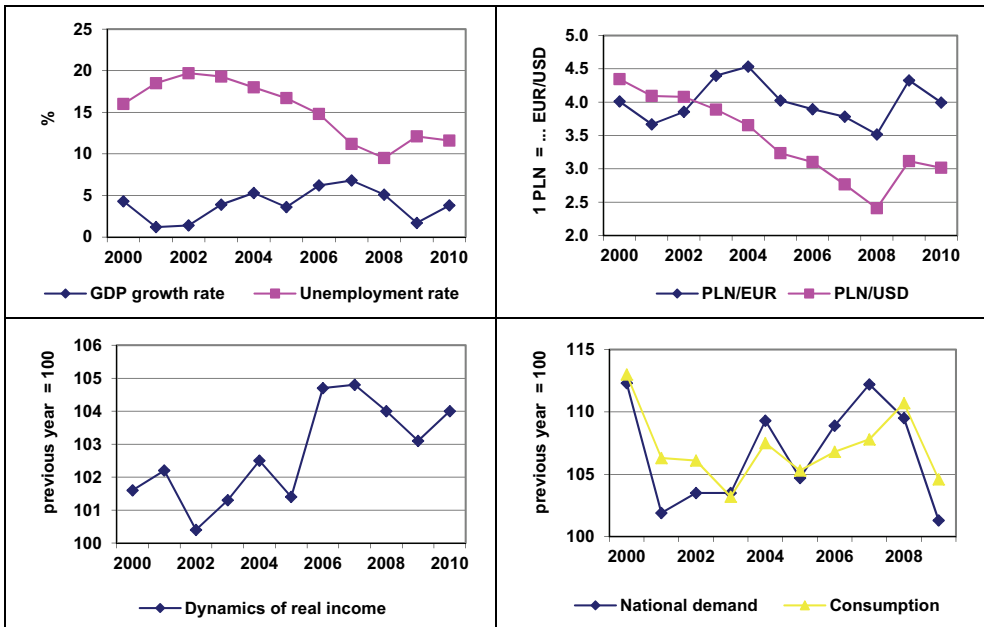 %
25
20
15
10
5
0
2000 2002 2004 2006 2008 2010
GDP growth rate Unemployment rate
1 PLN = ... EUR/USD
5.0
4.5
4.0
3.5
3.0
2.5
2.0
2000 2002 2004 2006 2008 2010
PLN/EUR PLN/USD
previous year = 100
106
105
104
103
102
101
100
2000 2002 2004 2006 2008 2010
Dynamics of real income
previous year = 100
115
110
105
100
2000 2002 2004 2006 2008
National demand Consumption